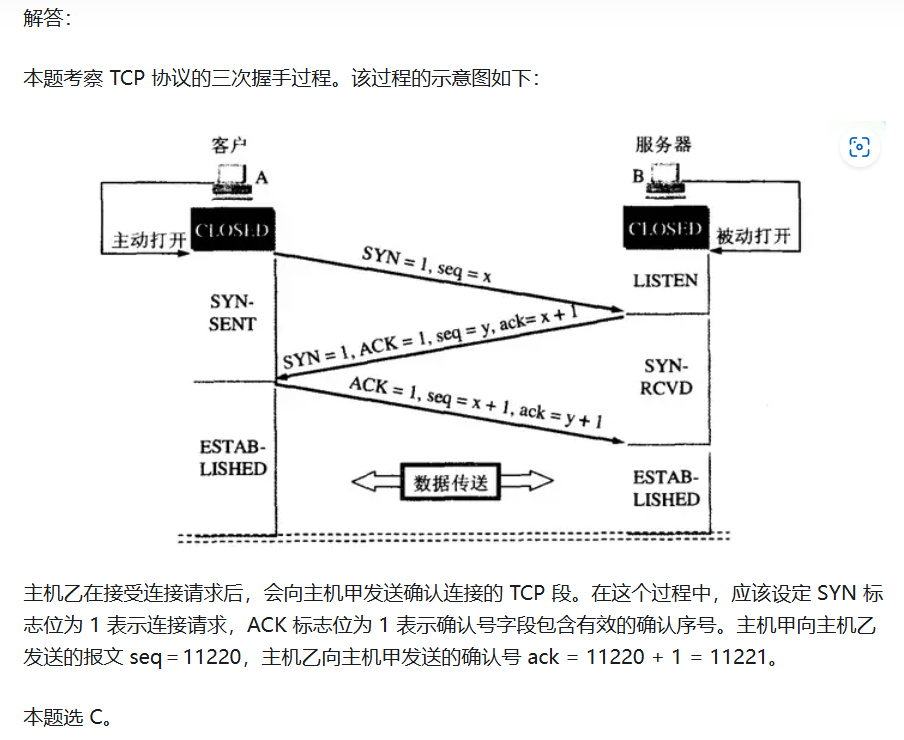 解答：
本题考察 TCP 协议的三次握手过程。该过程的示意图如下：
客户
服务器
A
B
CLOSED
CLOSED
主动打开
被动打开
SYN = 1, seq = x
LISTEN
SYN-
SENT
SYN = 1, ACK = 1, seq = y, ack= x + 1
SYN-
RCVD
ACK = 1, seq = x + 1, ack = y + 1
ESTAB-
LISHED
数据传送
ESTAB-
LISHED
主机乙在接受连接请求后，会向主机甲发送确认连接的 TCP 段。在这个过程中，应该设定 SYN 标
志位为 1 表示连接请求，ACK 标志位为 1 表示确认号字段包含有效的确认序号。主机甲向主机乙
发送的报文 seq = 11220，主机乙向主机甲发送的确认号 ack = 11220 + 1 = 11221。
本题选 C。